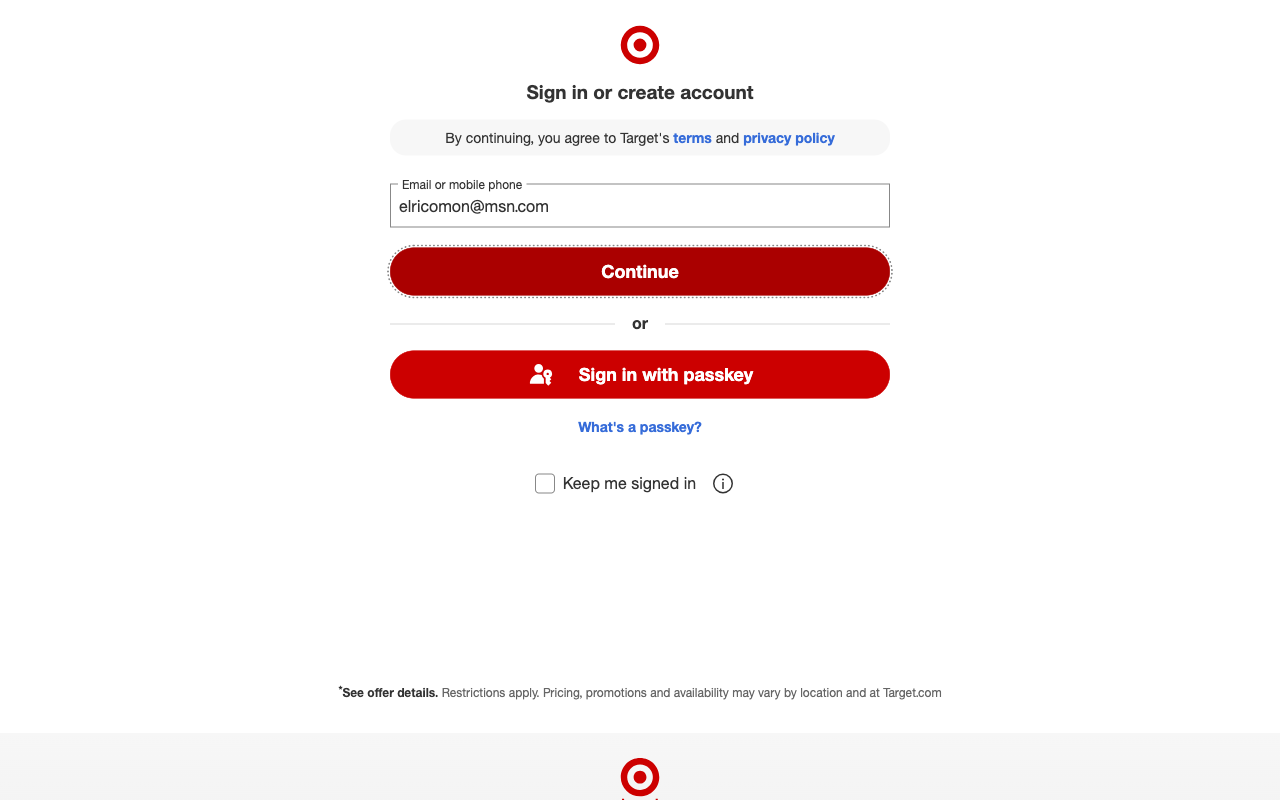 Sign in or create account
By continuing, you agree to Target's terms and privacy policy
Email or mobile phone
elricomon@msn.com
Continue
or
Sign in with passkey
What's a passkey?
Keep me signed in
*See offer details. Restrictions apply. Pricing, promotions and availability may vary by location and at Target.com